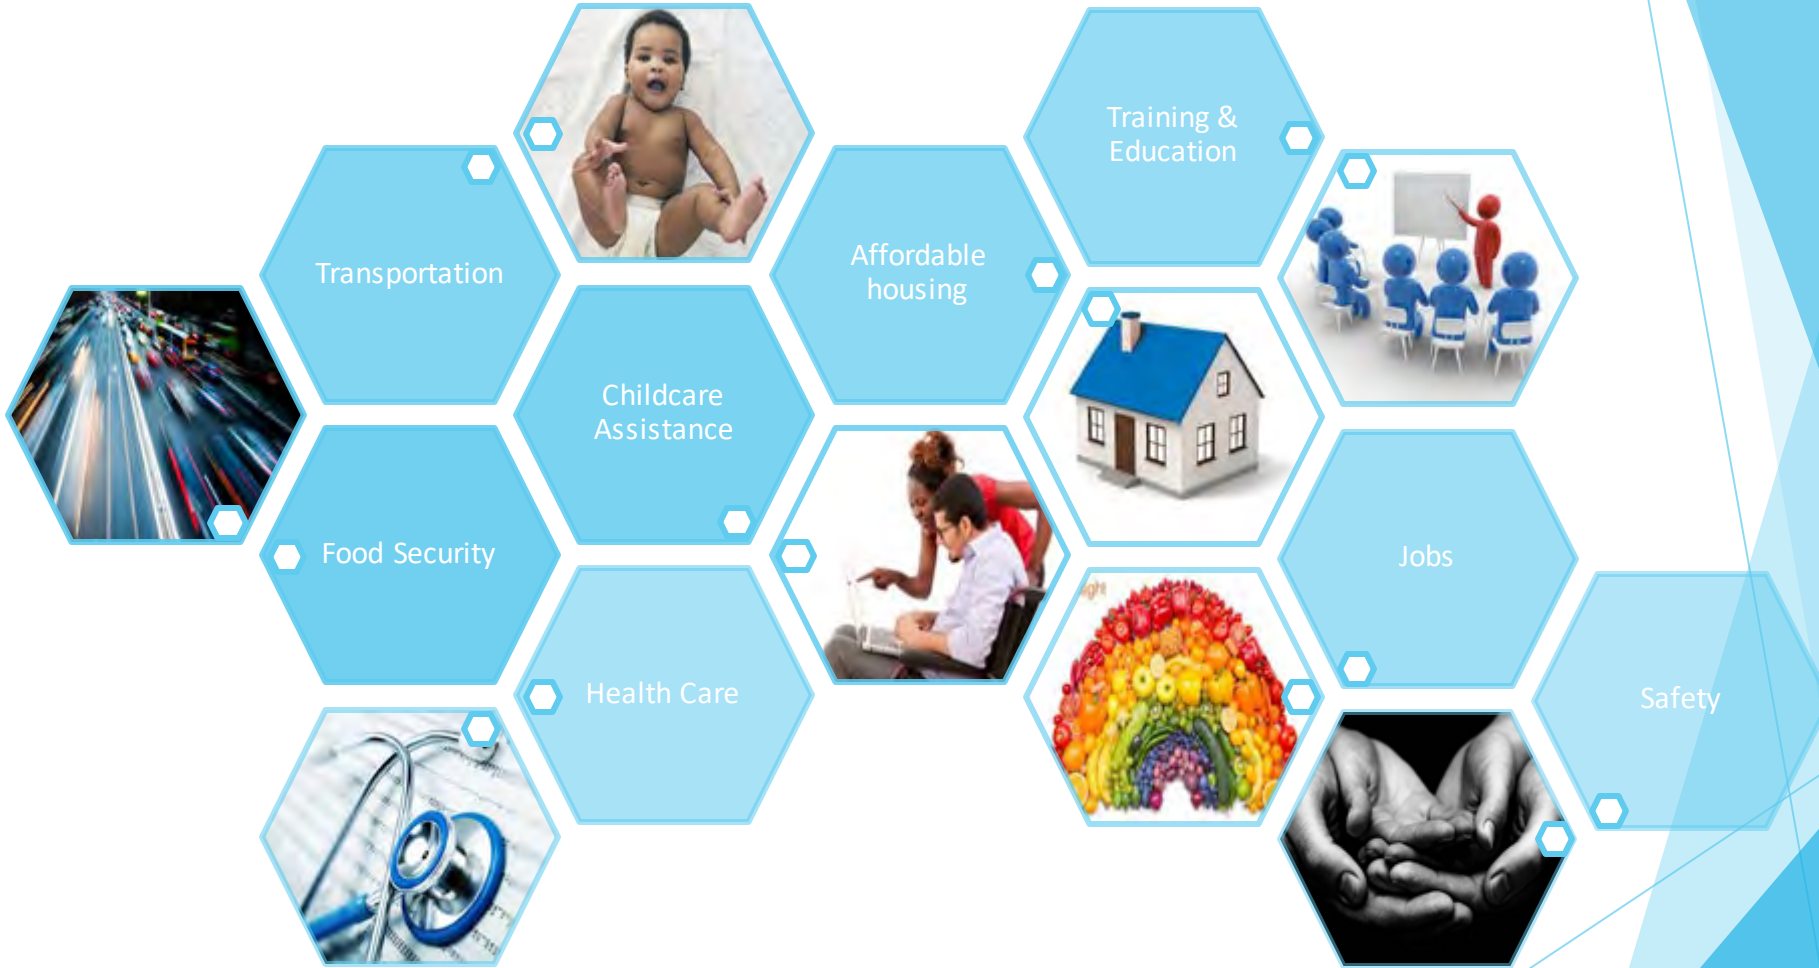 Training &
Education
Transportation
Affordable
housing
Childcare
Assistance
Food Security
Jobs
Health Care
Safety